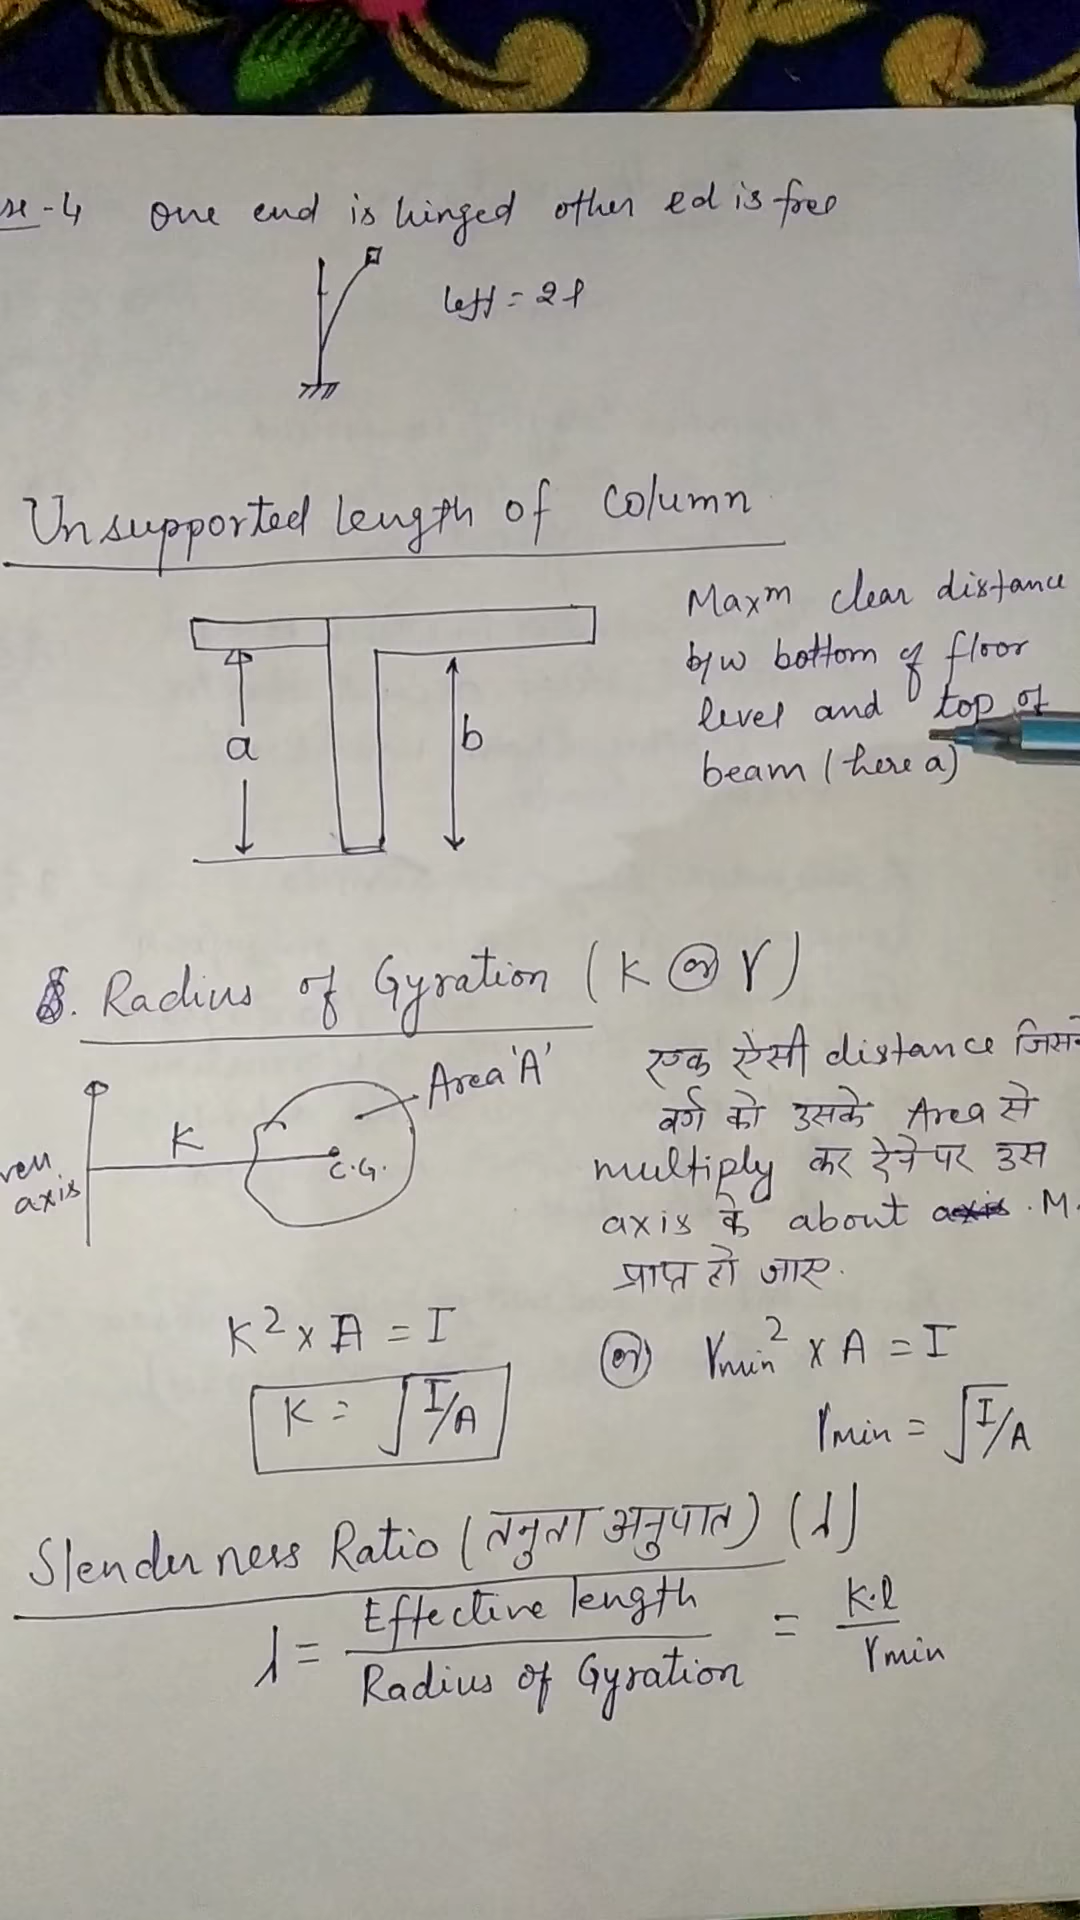 se-4 one end is hinged other ed is free
leff = 2l
Unsupported length of column
Maxm clear distance
b/w bottom of floor
level and top of
beam (here a)
a
b
8. Radius of Gyration (K or r)
Area 'A'
K
C.G.
ven
axis
एक ऐसी distance जिसके
वर्ग को उसके Area से
multiply कर देने पर उस
axis के about M.
प्राप्त हो जाए.
K² x A = I
K = √I/A
or rmin² x A = I
rmin = √I/A
Slenderness Ratio (तनुता अनुपात) (λ)
λ = Effective length / Radius of Gyration = K.l / rmin